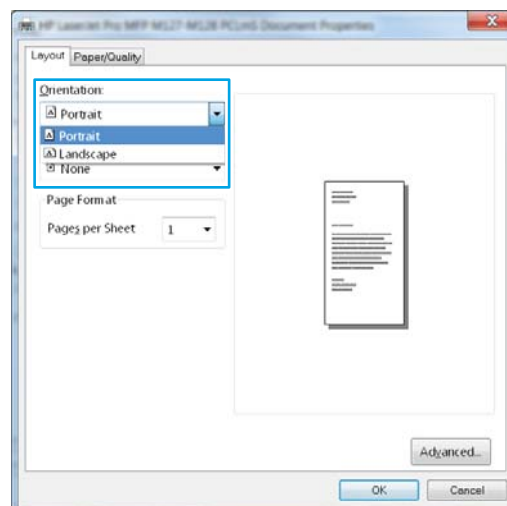 HP LaserJet Pro MFP M127-M128 PCLmS Document Properties
Layout
Paper/Quality
Orientation:
Portrait
Portrait
Landscape
None
Page Format
Pages per Sheet
1
Advanced...
OK
Cancel